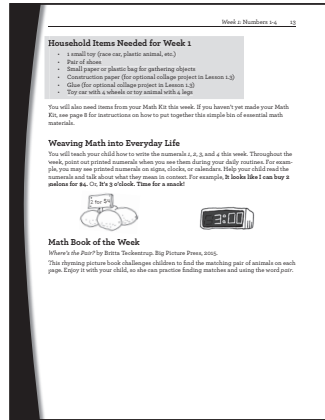 Week 1: Numbers 1-4 13
Household Items Needed for Week 1
• 1 small toy (race car, plastic animal, etc.)
• Pair of shoes
• Small paper or plastic bag for gathering objects
• Construction paper (for optional collage project in Lesson 1.3)
• Glue (for optional collage project in Lesson 1.3)
• Toy car with 4 wheels or toy animal with 4 legs
You will also need items from your Math Kit this week. If you haven't yet made your Math
Kit, see page 8 for instructions on how to put together this simple bin of essential math
materials.
Weaving Math into Everyday Life
You will teach your child how to write the numerals 1, 2, 3, and 4 this week. Throughout the
week, point out printed numerals when you see them during your daily routines. For exam-
ple, you may see printed numerals on signs, clocks, or calendars. Help your child read the
numerals and talk about what they mean in context. For example, It looks like I can buy 2
melons for $4. Or, It's 3 o'clock. Time for a snack!
2 for $4
3:00
Math Book of the Week
Where's the Pair? by Britta Teckentrup. Big Picture Press, 2015.
This rhyming picture book challenges children to find the matching pair of animals on each
page. Enjoy it with your child, so she can practice finding matches and using the word pair.